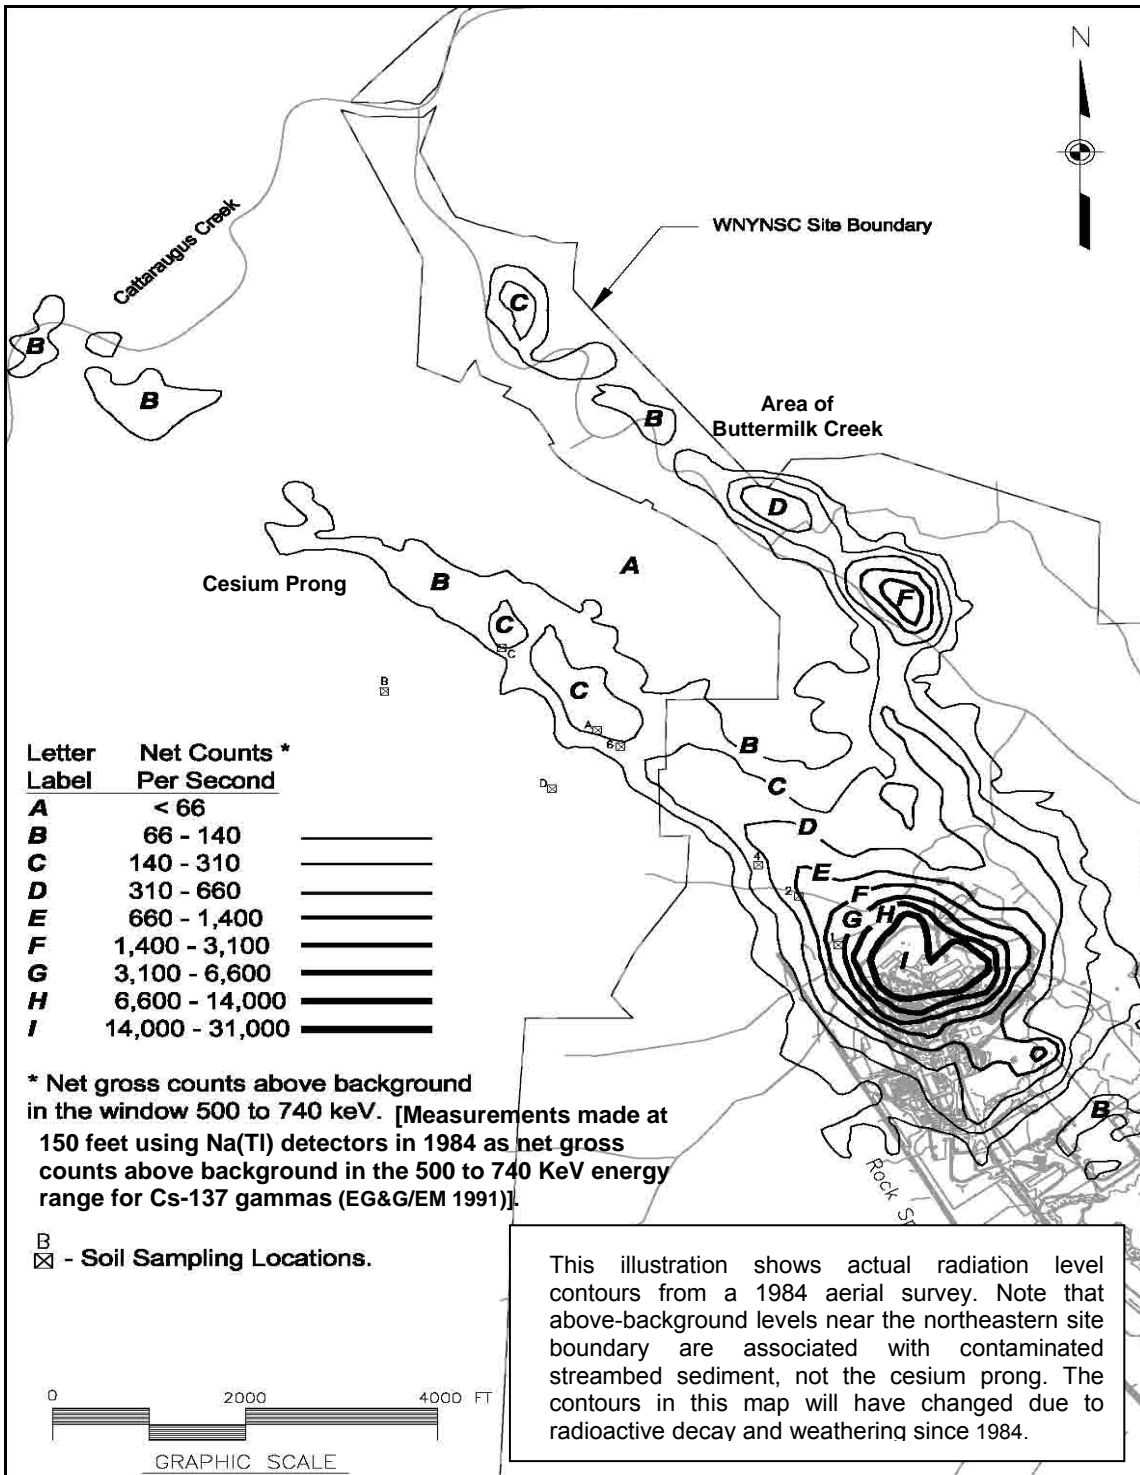 N
WNYNSC Site Boundary
Cattaraugus Creek
C
B
B
B
Area of
Buttermilk Creek
D
A
Cesium Prong
B
F
C
C
B
C
A
6
B
D
C
D
4
E
2
F
G
H
I
B
Letter Net Counts *
Label Per Second
A < 66
B 66 - 140
C 140 - 310
D 310 - 660
E 660 - 1,400
F 1,400 - 3,100
G 3,100 - 6,600
H 6,600 - 14,000
I 14,000 - 31,000
* Net gross counts above background
in the window 500 to 740 keV. [Measurements made at
150 feet using Na(Tl) detectors in 1984 as net gross
counts above background in the 500 to 740 KeV energy
range for Cs-137 gammas (EG&G/EM 1991)].
B
- Soil Sampling Locations.
Rock
This illustration shows actual radiation level
contours from a 1984 aerial survey. Note that
above-background levels near the northeastern site
boundary are associated with contaminated
streambed sediment, not the cesium prong. The
contours in this map will have changed due to
radioactive decay and weathering since 1984.
0 2000 4000 FT
GRAPHIC SCALE